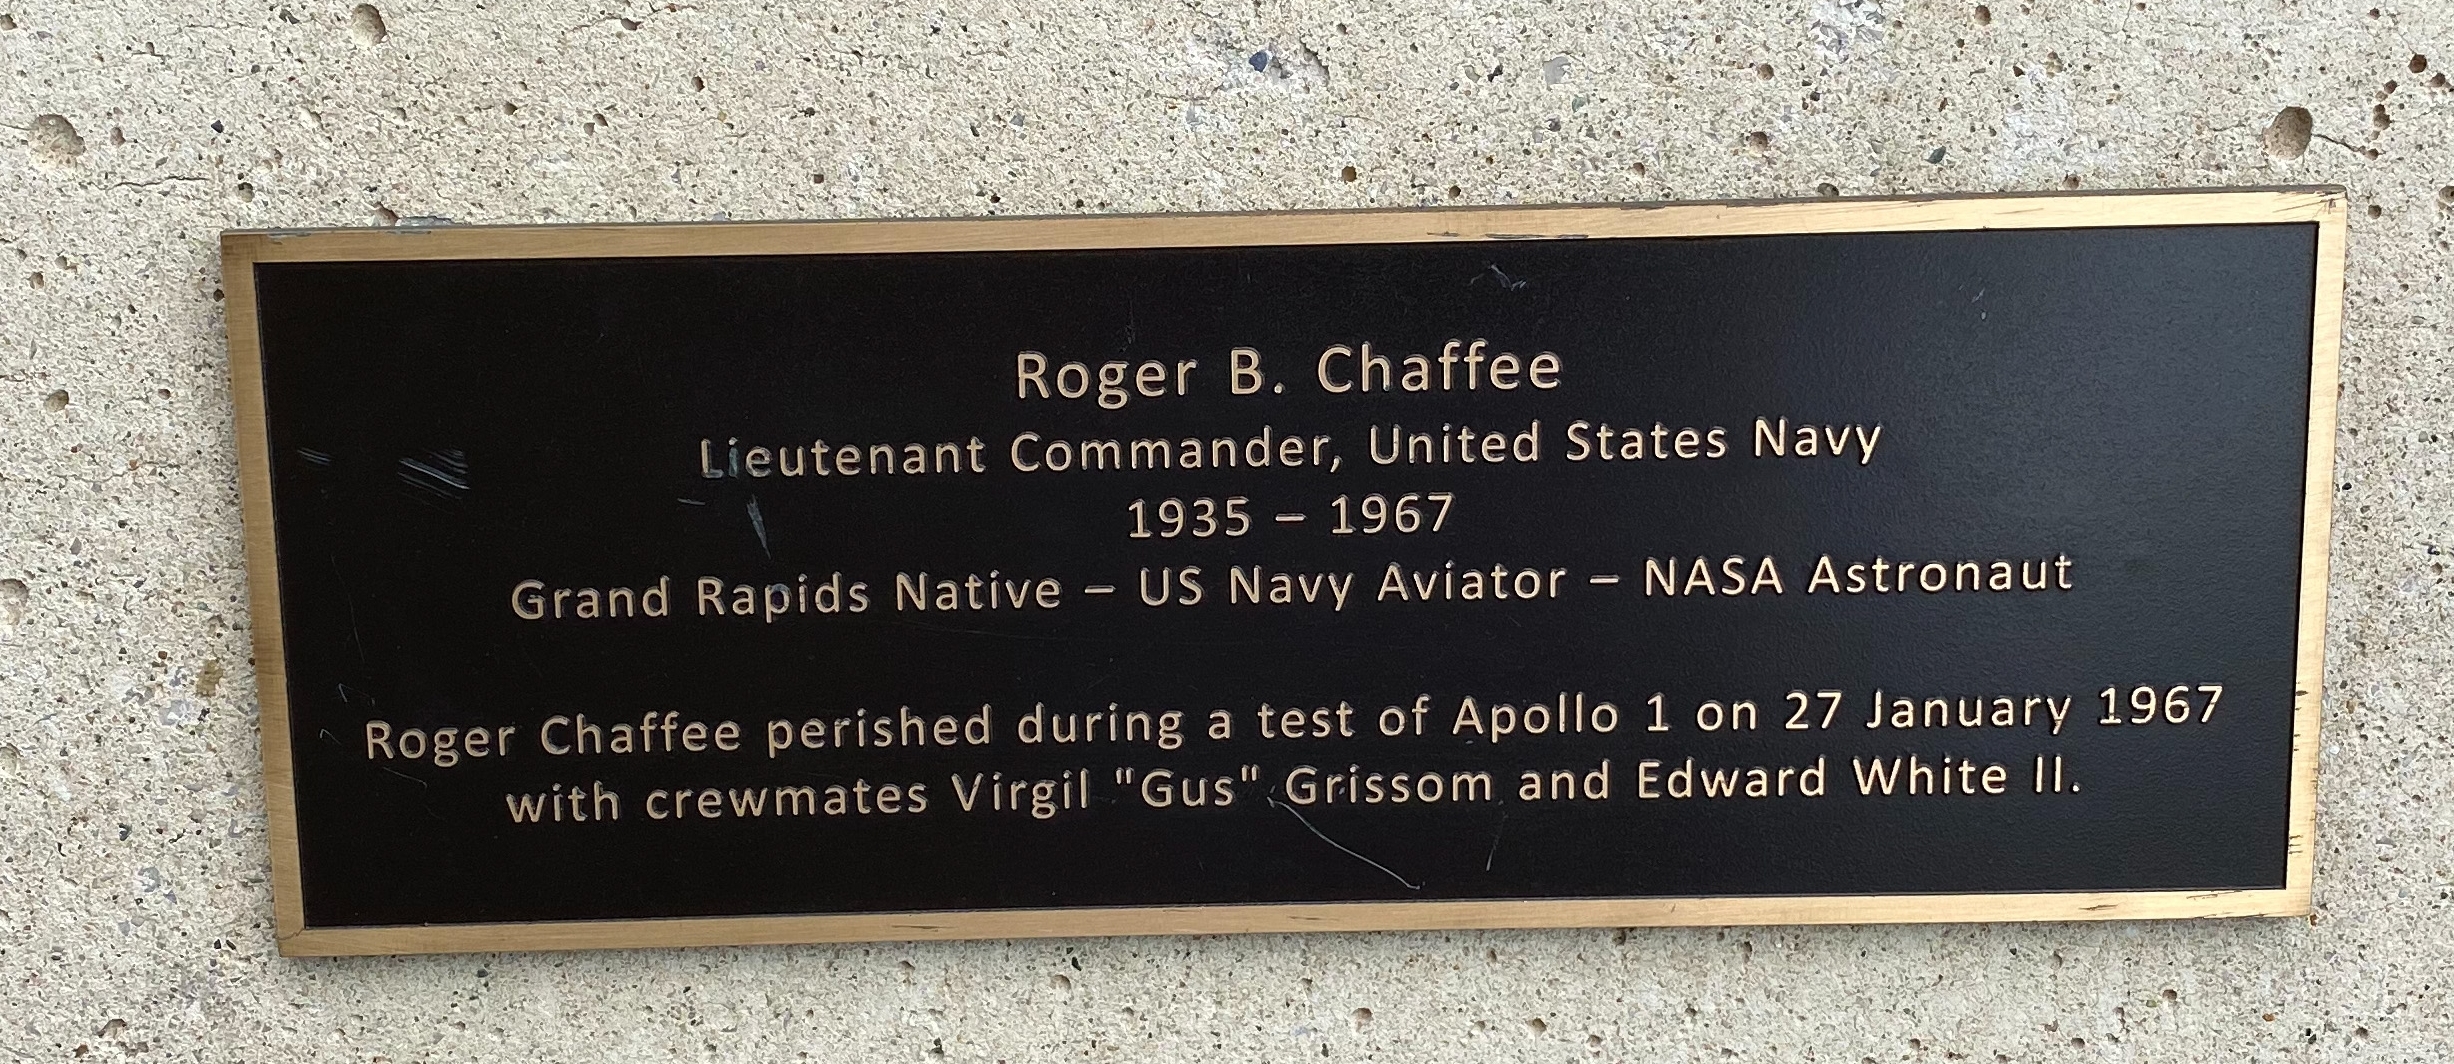 Roger B. Chaffee
Lieutenant Commander, United States Navy
1935 – 1967
Grand Rapids Native – US Navy Aviator – NASA Astronaut
Roger Chaffee perished during a test of Apollo 1 on 27 January 1967
with crewmates Virgil "Gus" Grissom and Edward White II.